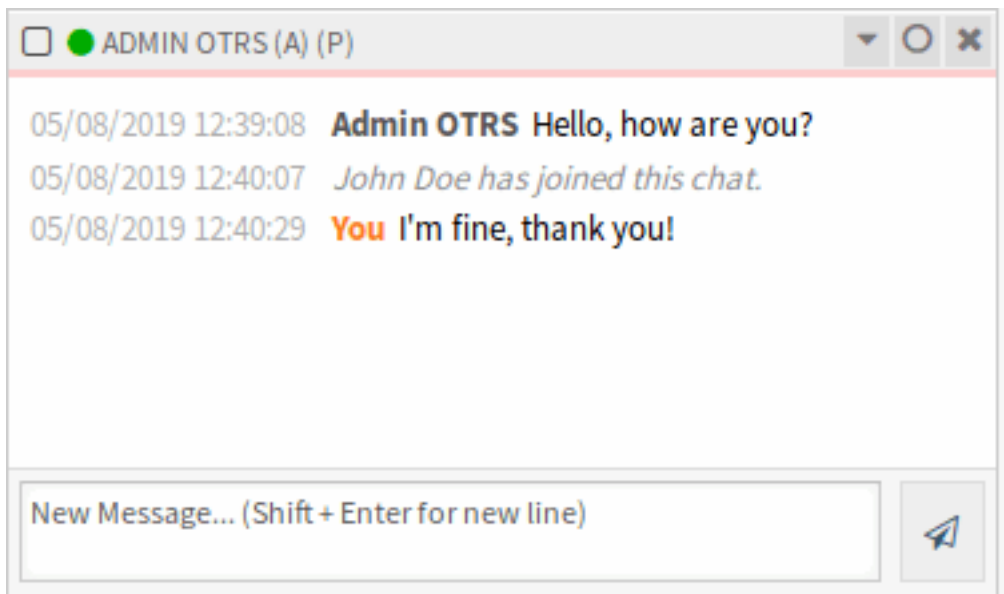 ADMIN OTRS (A) (P)
05/08/2019 12:39:08 Admin OTRS Hello, how are you?
05/08/2019 12:40:07 John Doe has joined this chat.
05/08/2019 12:40:29 You I'm fine, thank you!
New Message... (Shift + Enter for new line)